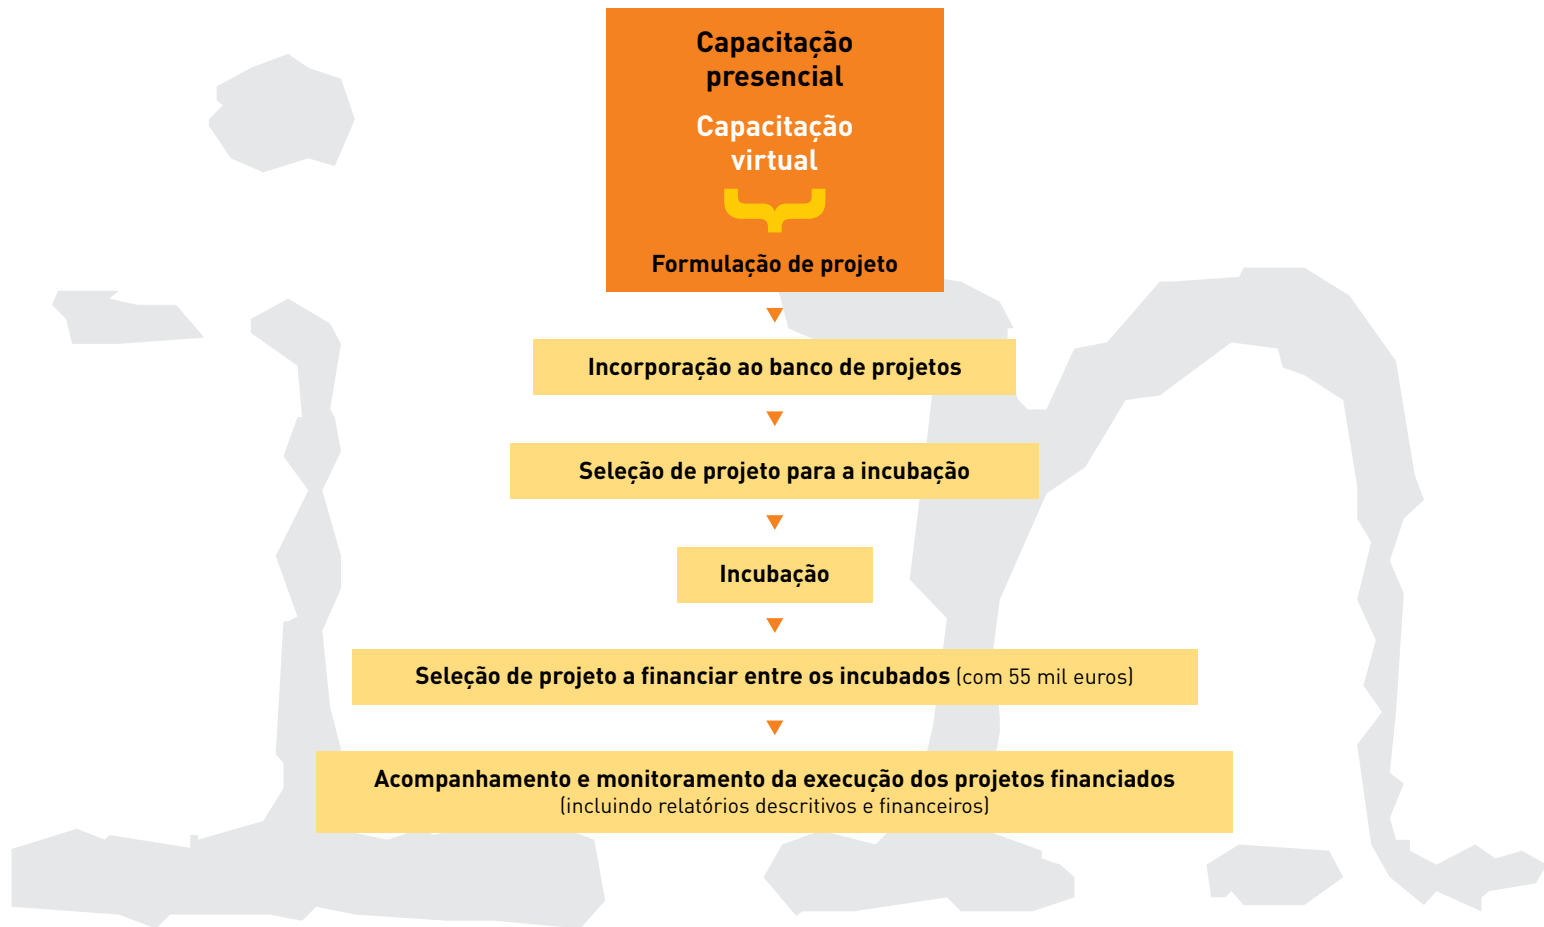 Capacitação
presencial
Capacitação
virtual
Formulação de projeto
Incorporação ao banco de projetos
Seleção de projeto para a incubação
Incubação
Seleção de projeto a financiar entre os incubados (com 55 mil euros)
Acompanhamento e monitoramento da execução dos projetos financiados
(incluindo relatórios descritivos e financeiros)